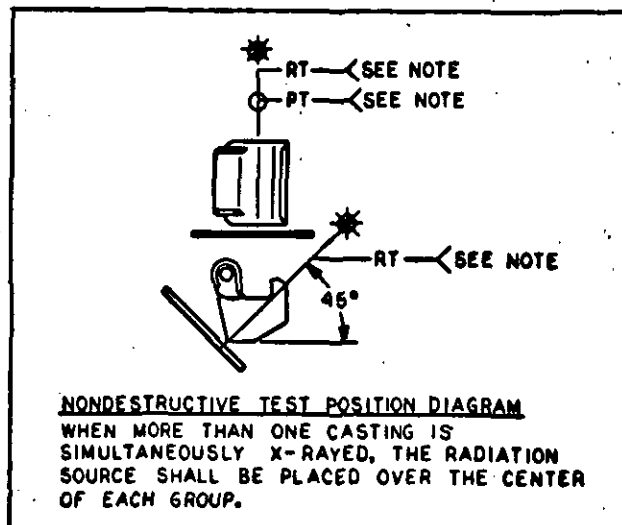 RT SEE NOTE
PT SEE NOTE
RT SEE NOTE
45°
NONDESTRUCTIVE TEST POSITION DIAGRAM
WHEN MORE THAN ONE CASTING IS
SIMULTANEOUSLY X-RAYED, THE RADIATION
SOURCE SHALL BE PLACED OVER THE CENTER
OF EACH GROUP.